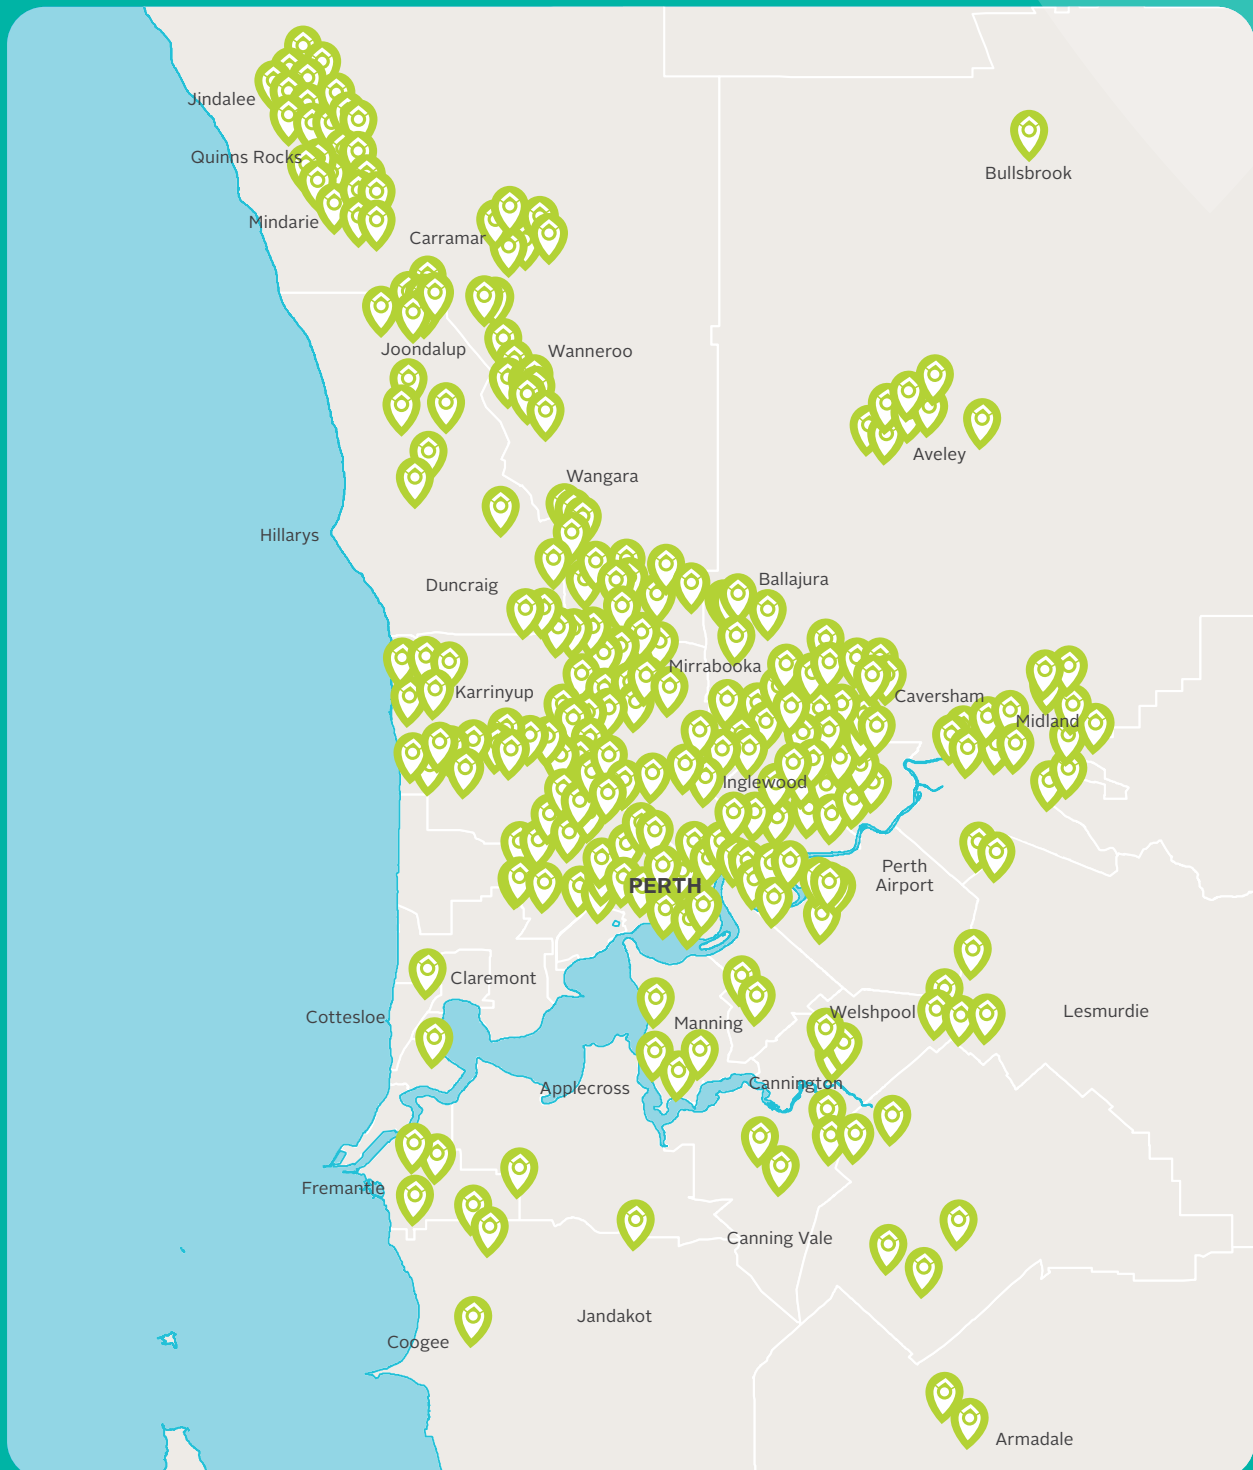 Jindalee
Quinns Rocks
Bullsbrook
Mindarie
Carramar
Joondalup
Wanneroo
Aveley
Wangara
Hillarys
Duncraig
Ballajura
Mirrabooka
Karrinyup
Caversham
Midland
Inglewood
PERTH
Perth
Airport
Claremont
Cottesloe
Manning
Welshpool
Lesmurdie
Applecross
Cannington
Fremantle
Canning Vale
Jandakot
Coogee
Armadale